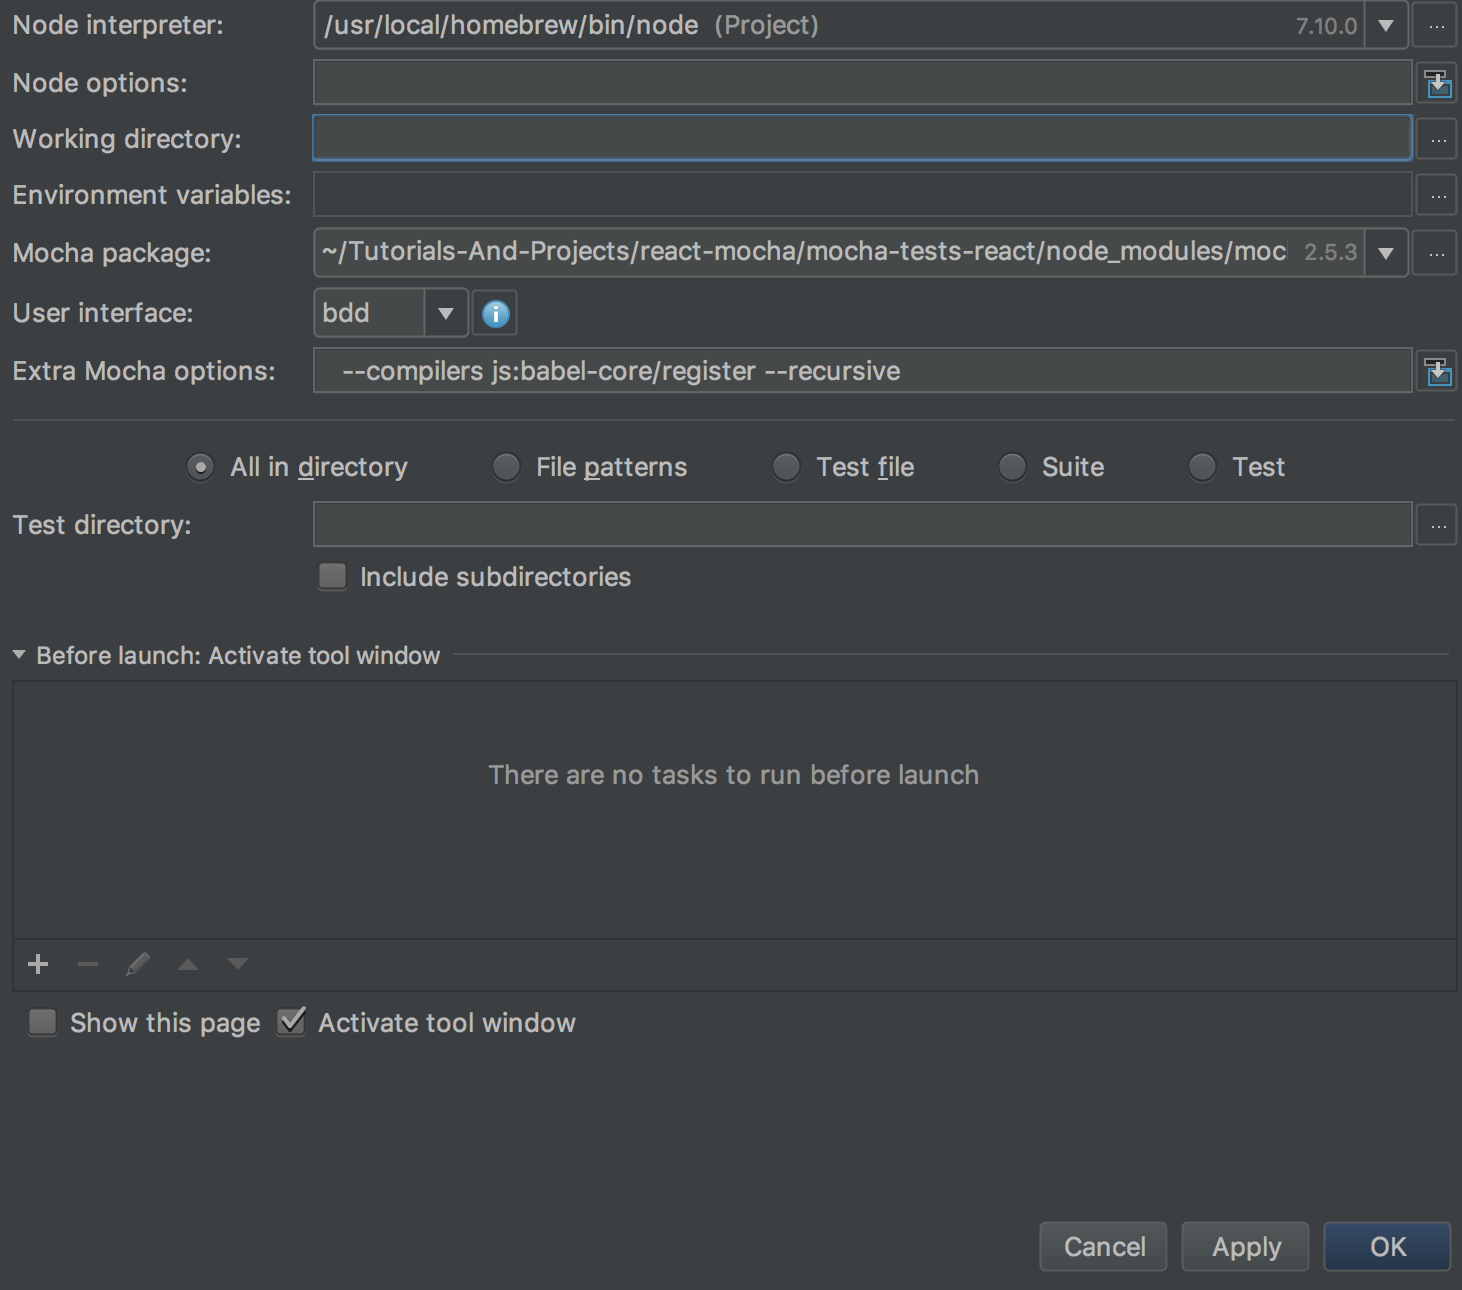 Node interpreter: /usr/local/homebrew/bin/node (Project) 7.10.0 ...
Node options:
Working directory: ...
Environment variables: ...
Mocha package: ~/Tutorials-And-Projects/react-mocha/mocha-tests-react/node_modules/moc 2.5.3 ...
User interface: bdd i
Extra Mocha options: --compilers js:babel-core/register --recursive
All in directory File patterns Test file Suite Test
Test directory: ...
Include subdirectories
Before launch: Activate tool window
There are no tasks to run before launch
Show this page Activate tool window
Cancel Apply OK